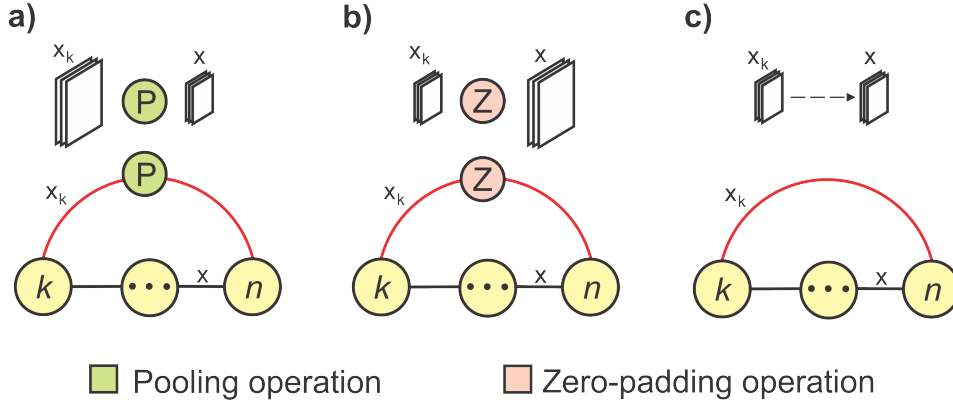 a) b) c)
x_k x x_k x x_k x
P Z
P Z
x_k x_k x_k
k ••• x n k ••• x n k ••• x n
Pooling operation Zero-padding operation